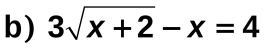 b) 3√(x + 2) − x = 4